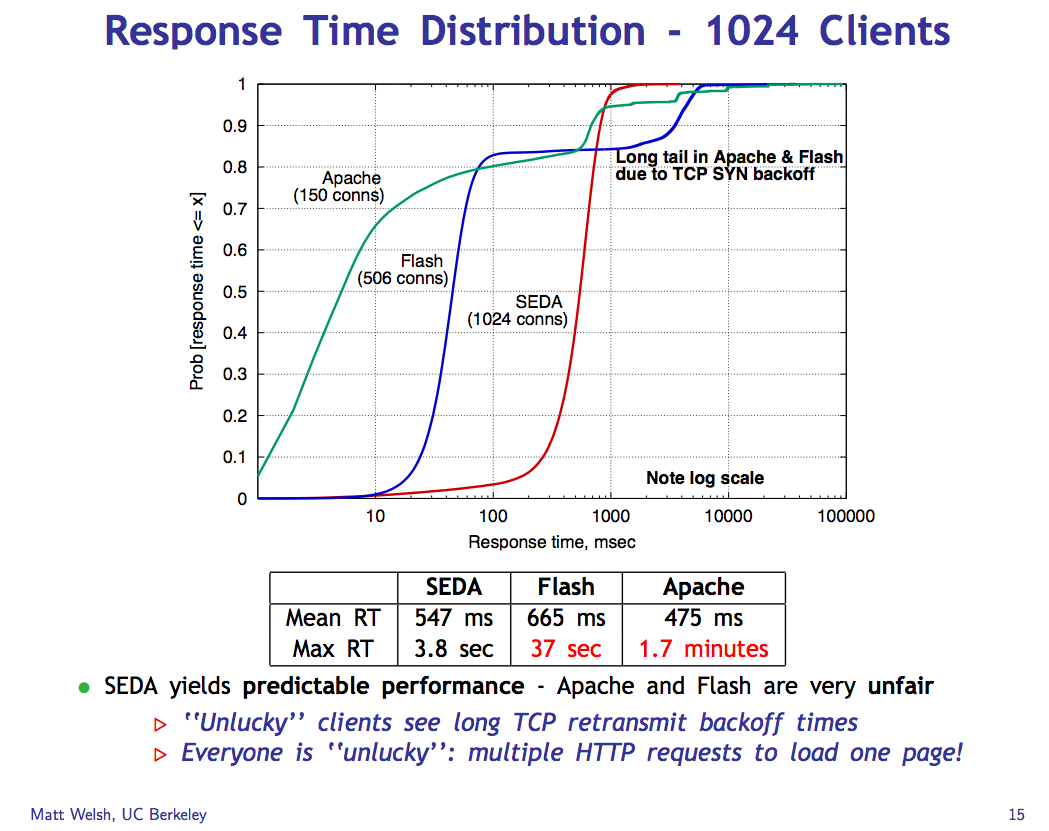 Response Time Distribution - 1024 Clients
1
0.9
0.8
0.7
0.6
0.5
0.4
0.3
0.2
0.1
0
Prob [response time <= x]
Apache
(150 conns)
Flash
(506 conns)
SEDA
(1024 conns)
Long tail in Apache & Flash
due to TCP SYN backoff
Note log scale
10 100 1000 10000 100000
Response time, msec
SEDA Flash Apache
Mean RT 547 ms 665 ms 475 ms
Max RT 3.8 sec 37 sec 1.7 minutes
● SEDA yields predictable performance - Apache and Flash are very unfair
▷ ‘‘Unlucky’’ clients see long TCP retransmit backoff times
▷ Everyone is ‘‘unlucky’’: multiple HTTP requests to load one page!
Matt Welsh, UC Berkeley 15